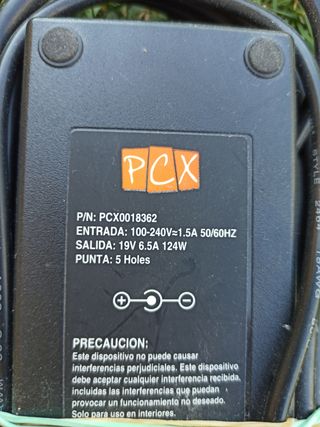 PCX
P/N: PCX0018362
ENTRADA: 100-240V≂1.5A 50/60HZ
SALIDA: 19V 6.5A 124W
PUNTA: 5 Holes
PRECAUCION:
Este dispositivo no puede causar
interferencias perjudiciales. Este dispositivo
debe aceptar cualquier interferencia recibida,
incluidas las interferencias que puedan
provocar un funcionamiento no deseado.
Solo para uso en interiores.